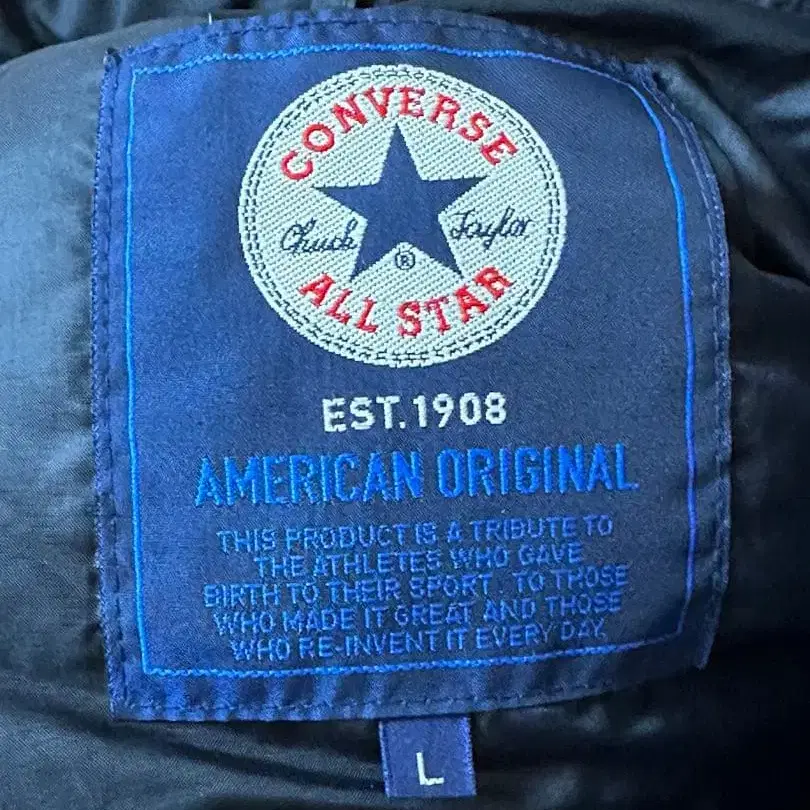 CONVERSE
Chuck Taylor
®
ALL STAR
EST.1908
AMERICAN ORIGINAL
THIS PRODUCT IS A TRIBUTE TO
THE ATHLETES WHO GAVE
BIRTH TO THEIR SPORT. TO THOSE
WHO MADE IT GREAT AND THOSE
WHO RE-INVENT IT EVERY DAY.
L